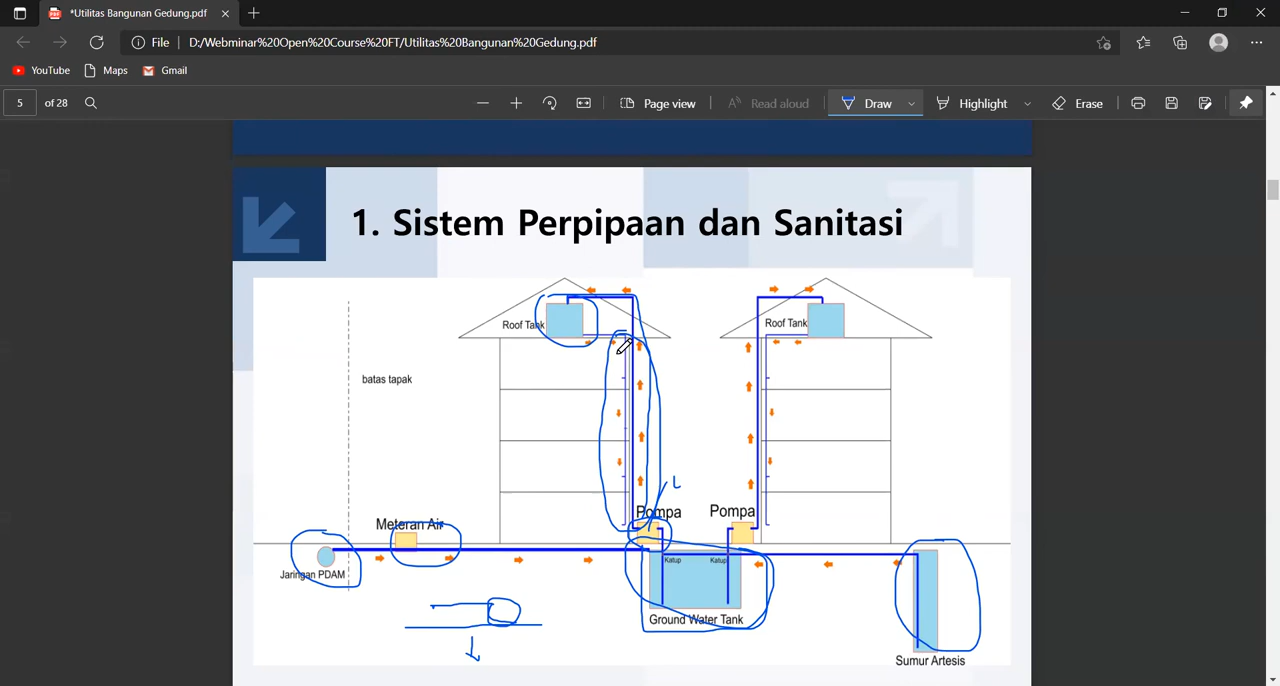 *Utilitas Bangunan Gedung.pdf
File D:/Webminar%20Open%20Course%20FT/Utilitas%20Bangunan%20Gedung.pdf
YouTube Maps Gmail
5 of 28 Page view Read aloud Draw Highlight Erase
1. Sistem Perpipaan dan Sanitasi
Roof Tank Roof Tank
batas tapak
Pompa Pompa
Meteran Air
Katup Katup
Jaringan PDAM
Ground Water Tank
Sumur Artesis